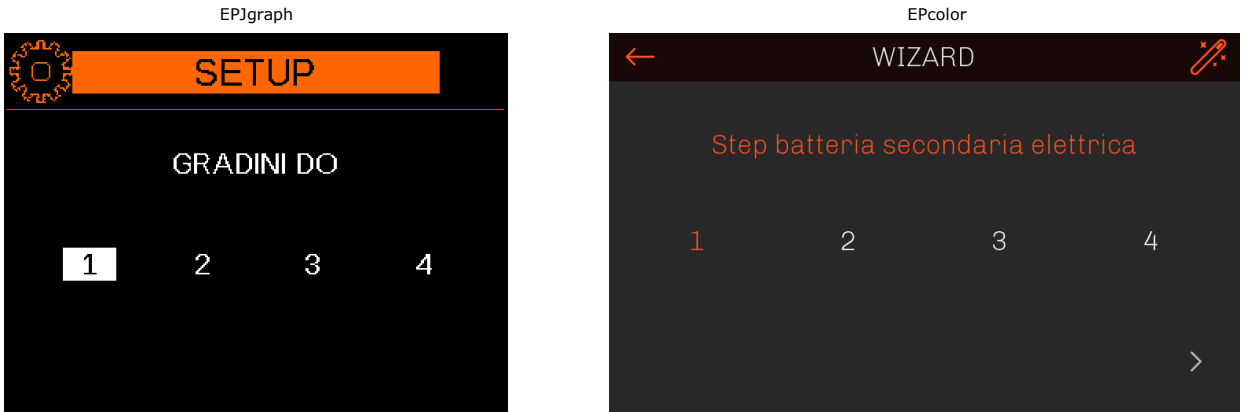 EPJgraph
SETUP
GRADINI DO
1 2 3 4
EPcolor
WIZARD
Step batteria secondaria elettrica
1 2 3 4